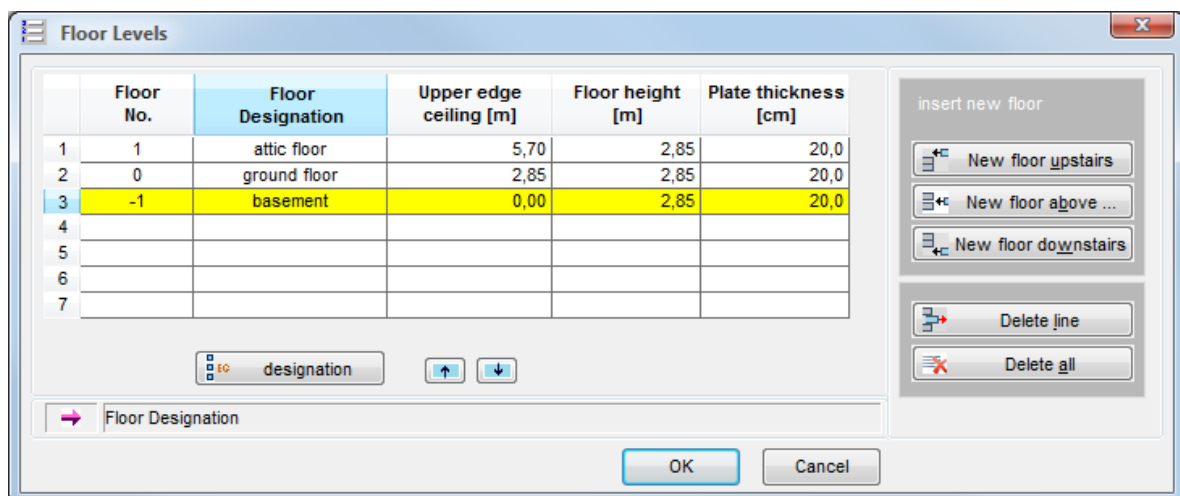 Floor Levels
Floor No. Floor Designation Upper edge ceiling [m] Floor height [m] Plate thickness [cm]
1 1 attic floor 5,70 2,85 20,0
2 0 ground floor 2,85 2,85 20,0
3 -1 basement 0,00 2,85 20,0
4
5
6
7
EG designation
Floor Designation
insert new floor
New floor upstairs
New floor above ...
New floor downstairs
Delete line
Delete all
OK Cancel